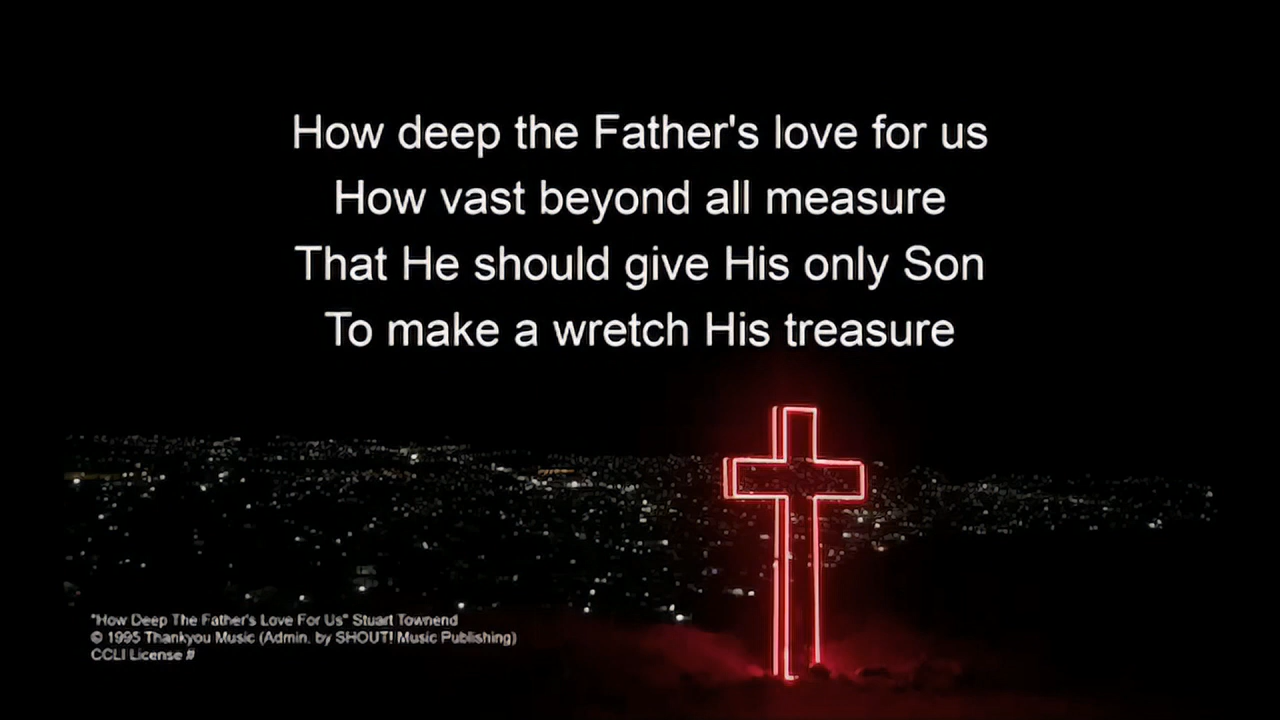 How deep the Father's love for us
How vast beyond all measure
That He should give His only Son
To make a wretch His treasure
"How Deep The Father's Love For Us" Stuart Townend
© 1995 Thankyou Music (Admin. by SHOUT! Music Publishing)
CCLI License #